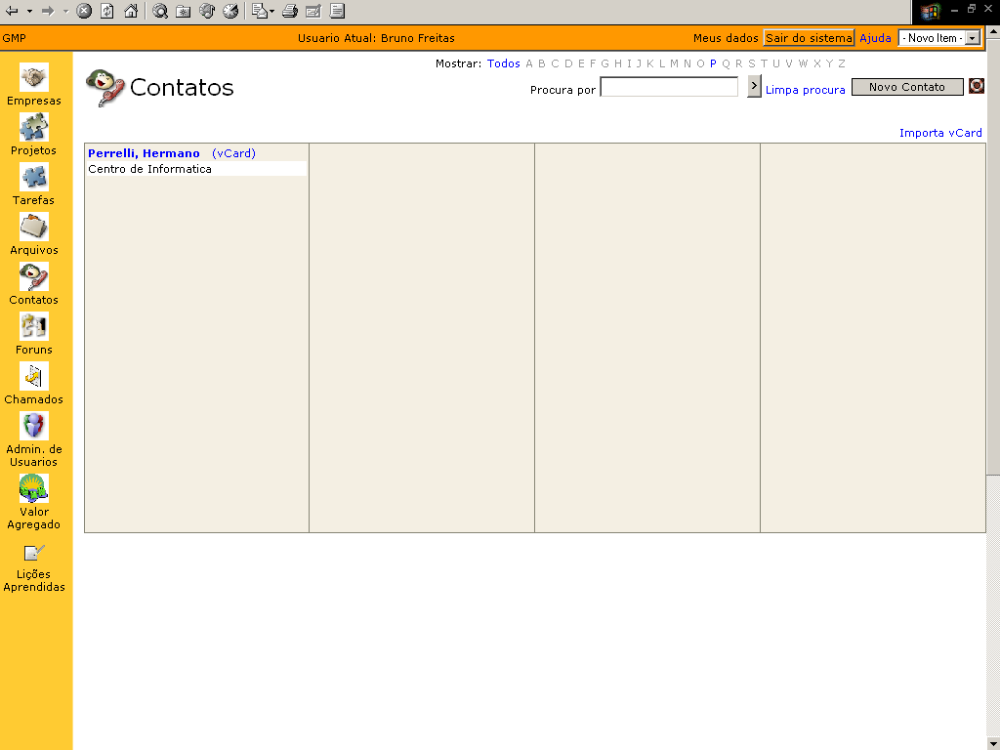 GMP Usuario Atual: Bruno Freitas Meus dados Sair do sistema Ajuda - Novo Item -
Mostrar: Todos A B C D E F G H I J K L M N O P Q R S T U V W X Y Z
Contatos
Procura por > Limpa procura Novo Contato
Importa vCard
Empresas
Projetos
Tarefas
Arquivos
Contatos
Foruns
Chamados
Admin. de
Usuarios
Valor
Agregado
Lições
Aprendidas
Perrelli, Hermano (vCard)
Centro de Informatica